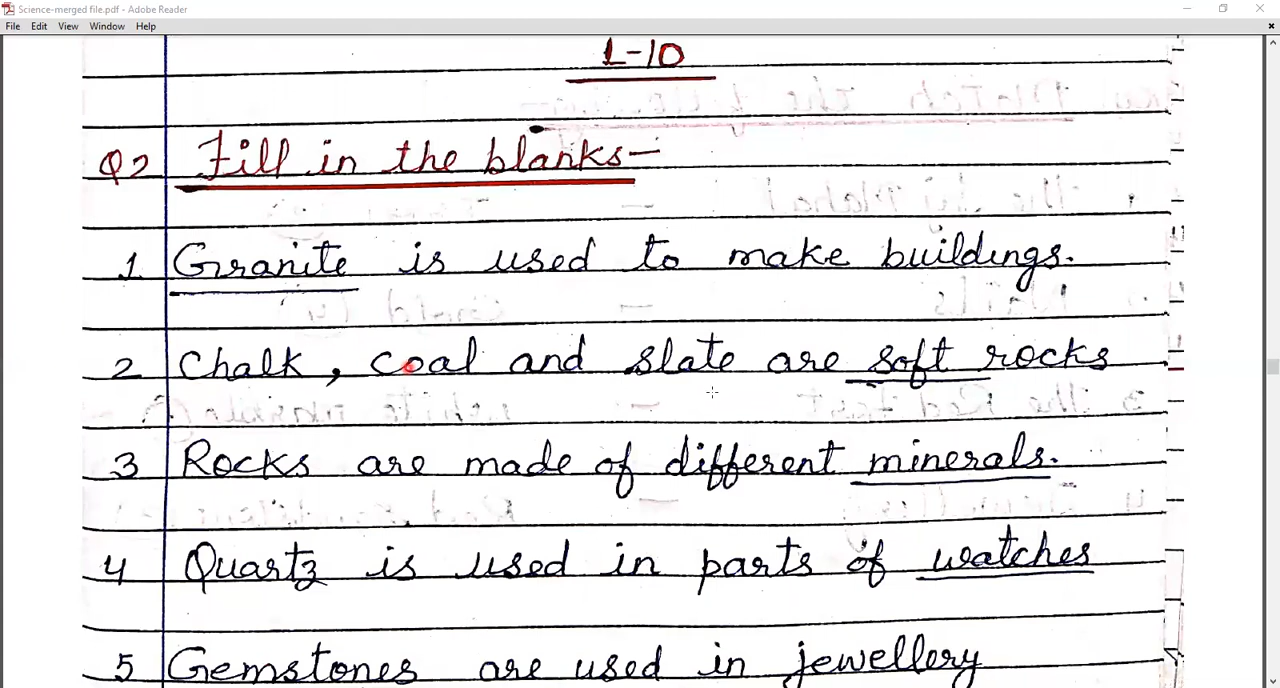 Science-merged file.pdf - Adobe Reader
File Edit View Window Help
L-10
Q2 Fill in the blanks-
1 Granite is used to make buildings.
2 Chalk, coal and slate are soft rocks
3 Rocks are made of different minerals.
4 Quartz is used in parts of watches
5 Gemstones are used in jewellery